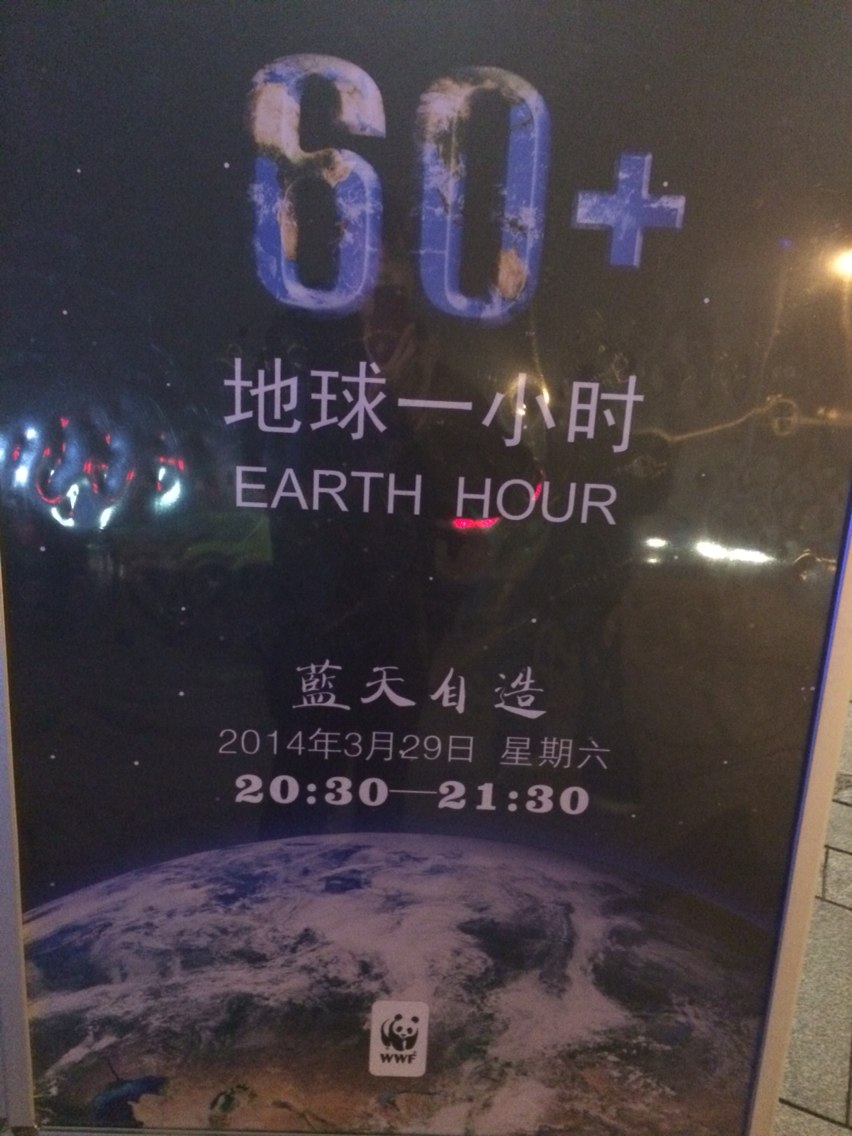 60+
地球一小时
EARTH HOUR
藍天自造
2014年3月29日 星期六
20:30—21:30
WWF